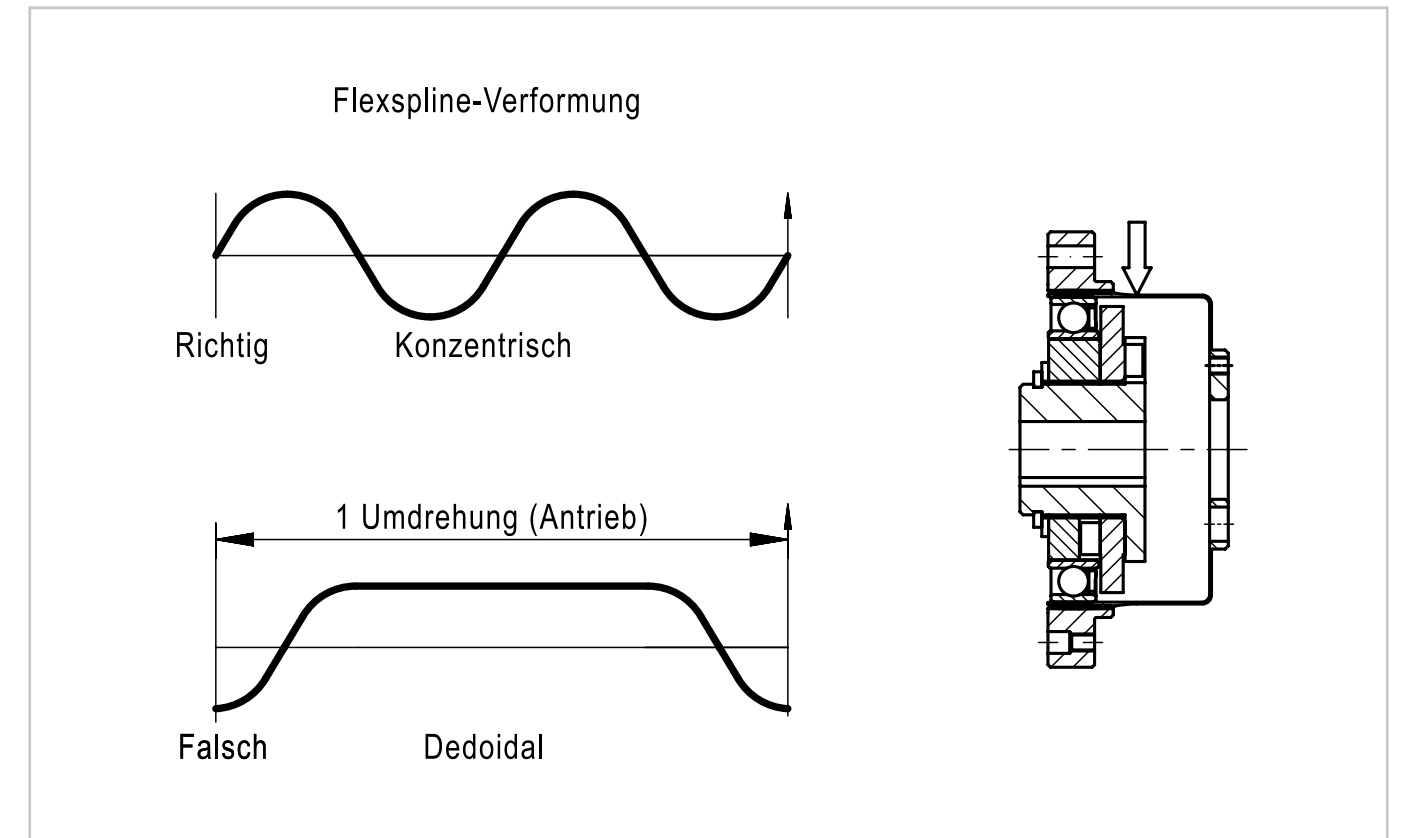 Flexspline-Verformung
Richtig
Konzentrisch
1 Umdrehung (Antrieb)
Falsch
Dedoidal